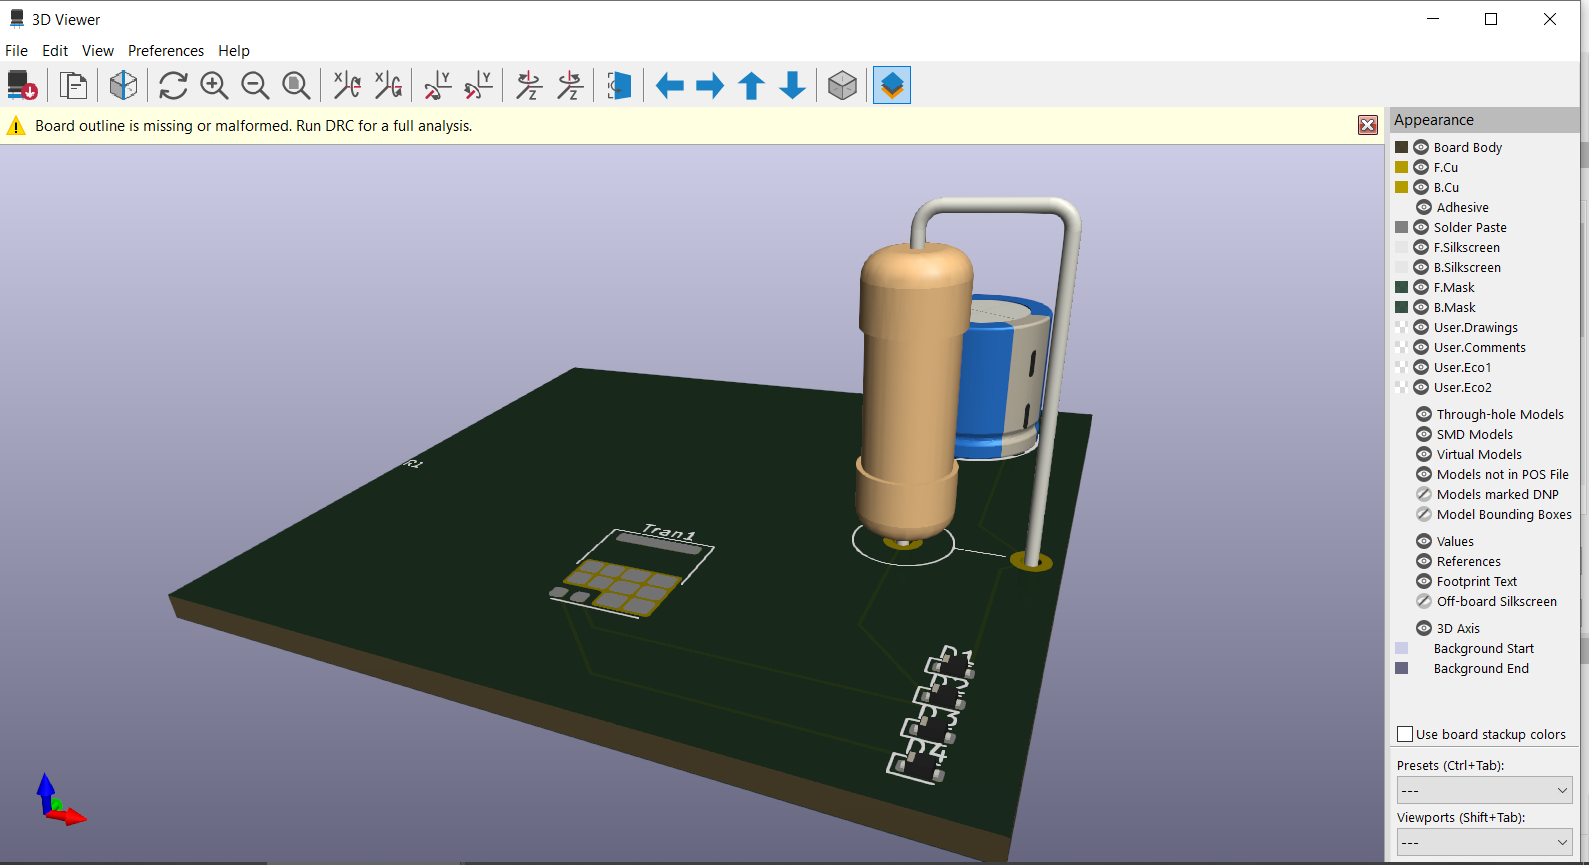 3D Viewer
File Edit View Preferences Help
Board outline is missing or malformed. Run DRC for a full analysis.
Appearance
Board Body
F.Cu
B.Cu
Adhesive
Solder Paste
F.Silkscreen
B.Silkscreen
F.Mask
B.Mask
User.Drawings
User.Comments
User.Eco1
User.Eco2
Through-hole Models
SMD Models
Virtual Models
Models not in POS File
Models marked DNP
Model Bounding Boxes
Values
References
Footprint Text
Off-board Silkscreen
3D Axis
Background Start
Background End
Use board stackup colors
Presets (Ctrl+Tab):
---
Viewports (Shift+Tab):
---
X
X
Y
Y
Z
Z
R1
Tran1